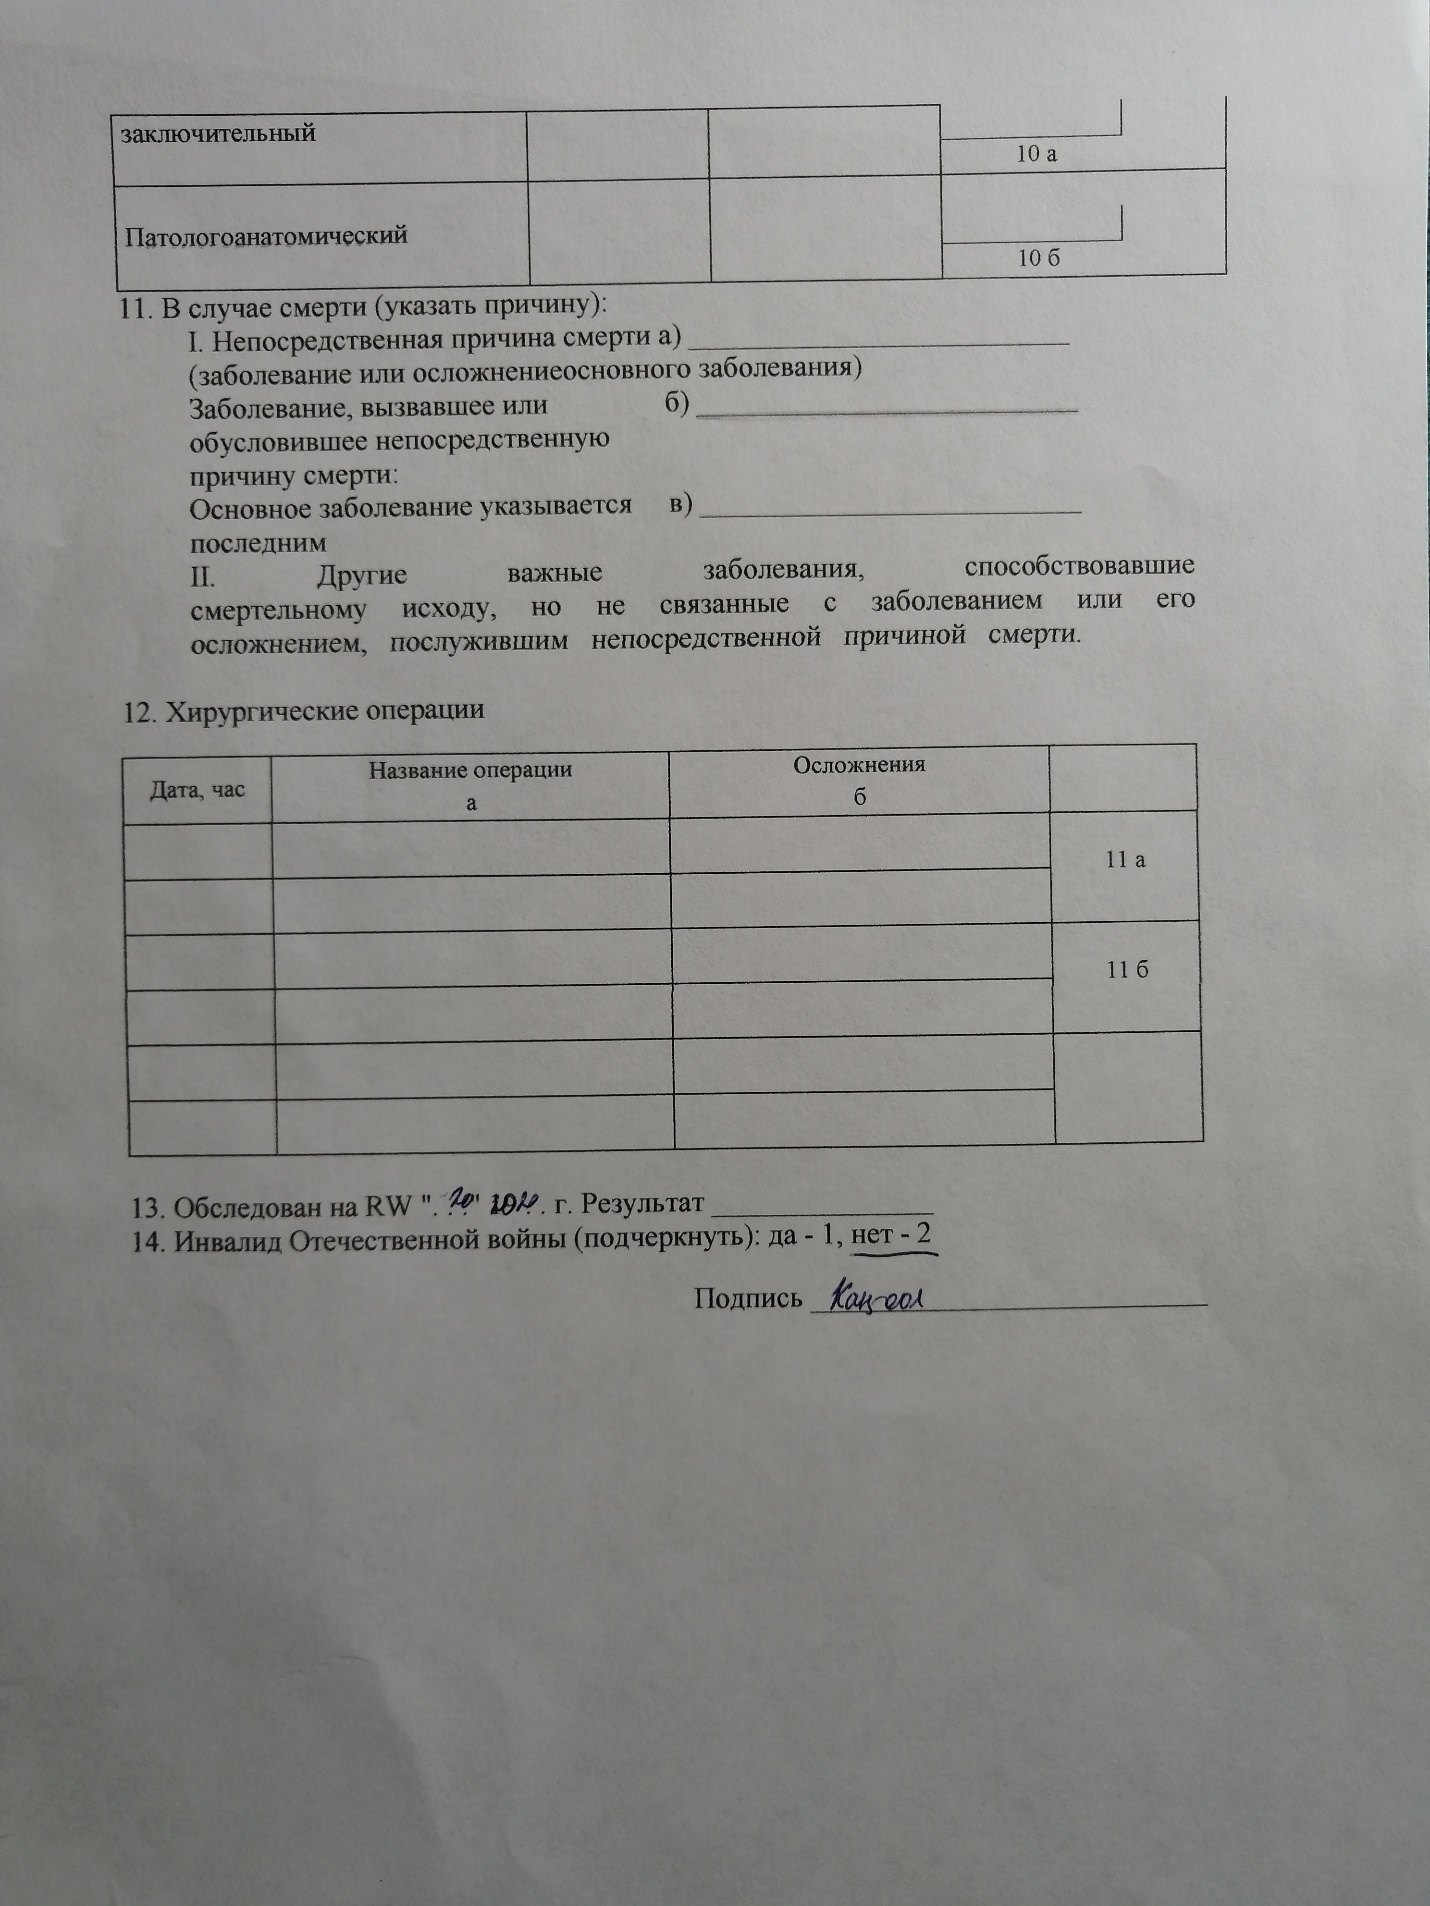 заключительный
10 а
Патологоанатомический
10 б
11. В случае смерти (указать причину):
I. Непосредственная причина смерти а)
(заболевание или осложнениеосновного заболевания)
Заболевание, вызвавшее или б)
обусловившее непосредственную
причину смерти:
Основное заболевание указывается в)
последним
II. Другие важные заболевания, способствовавшие
смертельному исходу, но не связанные с заболеванием или его
осложнением, послужившим непосредственной причиной смерти.
12. Хирургические операции
Дата, час Название операции Осложнения
а б
11 а
11 б
13. Обследован на RW ". 20" г. Результат
14. Инвалид Отечественной войны (подчеркнуть): да - 1, нет - 2
Подпись